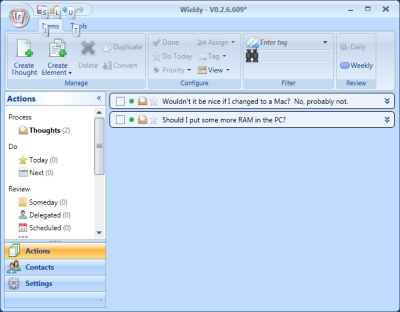 Wieldy - V0.2.6.609*
F
S
L
U
Items
Tools
I
T
Create Thought
Create Element
Delete
Duplicate
Convert
Manage
Done
Do Today
Priority
Assign
Tag
View
Configure
Enter tag
Filter
Daily
Weekly
Review
Actions
Process
Thoughts (2)
Do
Today (0)
Next (0)
Review
Someday (0)
Delegated (0)
Scheduled (0)
Actions
Contacts
Settings
Wouldn't it be nice if I changed to a Mac? No, probably not.
Should I put some more RAM in the PC?